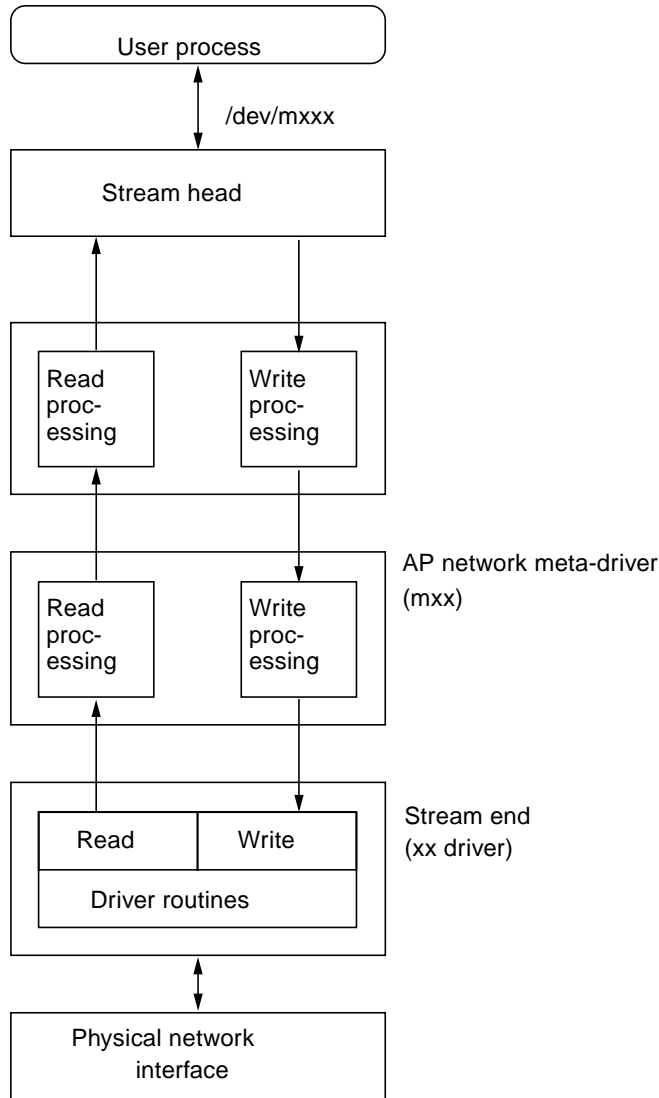 User process
/dev/mxxx
Stream head
Read
proc-
essing
Write
proc-
essing
AP network meta-driver
(mxx)
Read
proc-
essing
Write
proc-
essing
Stream end
(xx driver)
Read
Write
Driver routines
Physical network
interface